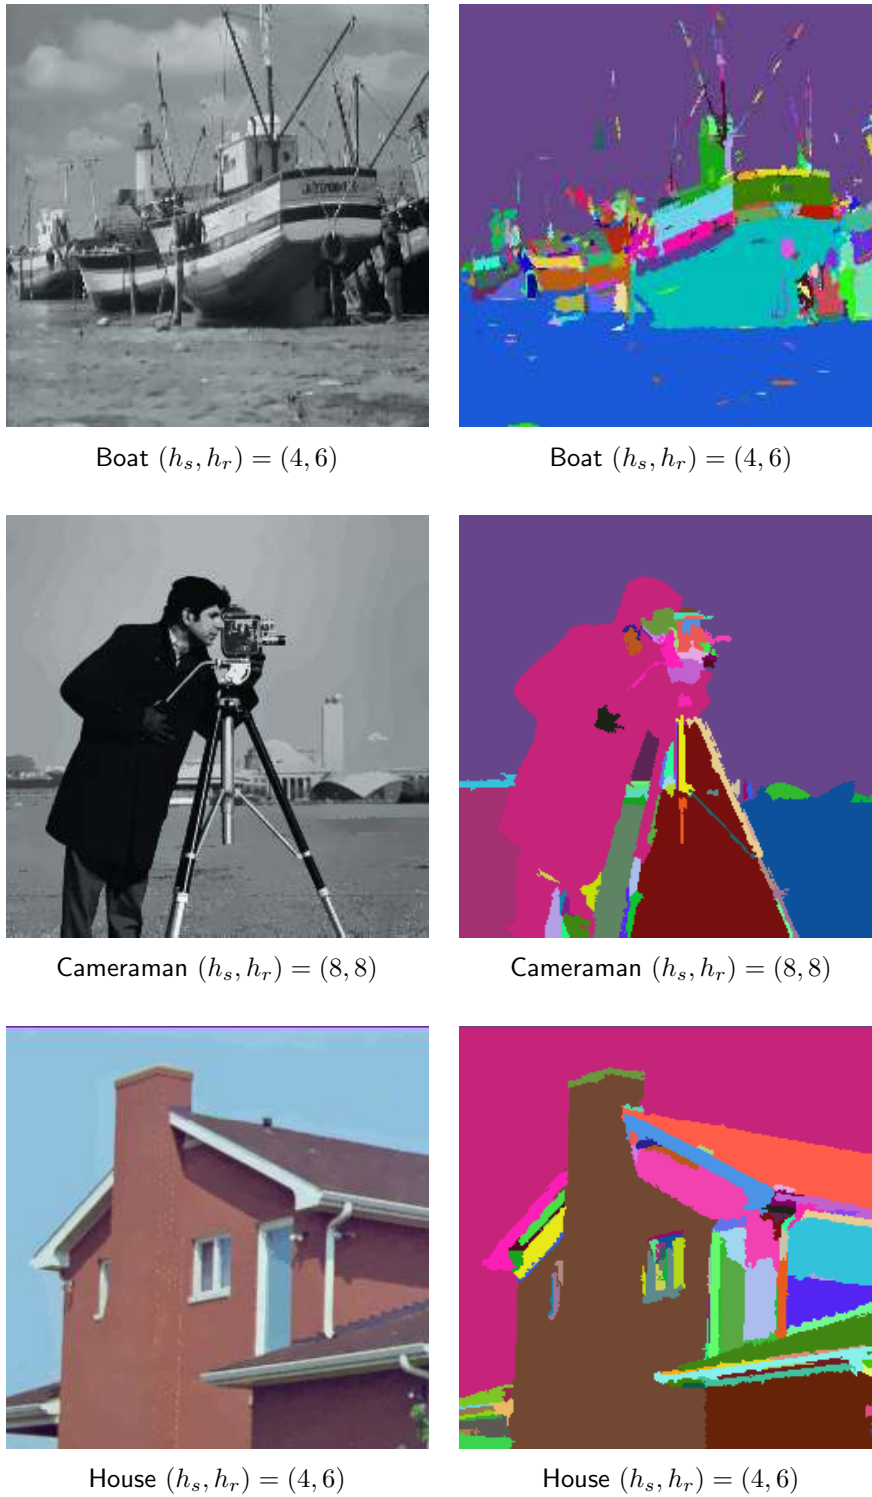 Boat (h_s, h_r) = (4, 6)
Boat (h_s, h_r) = (4, 6)
Cameraman (h_s, h_r) = (8, 8)
Cameraman (h_s, h_r) = (8, 8)
House (h_s, h_r) = (4, 6)
House (h_s, h_r) = (4, 6)